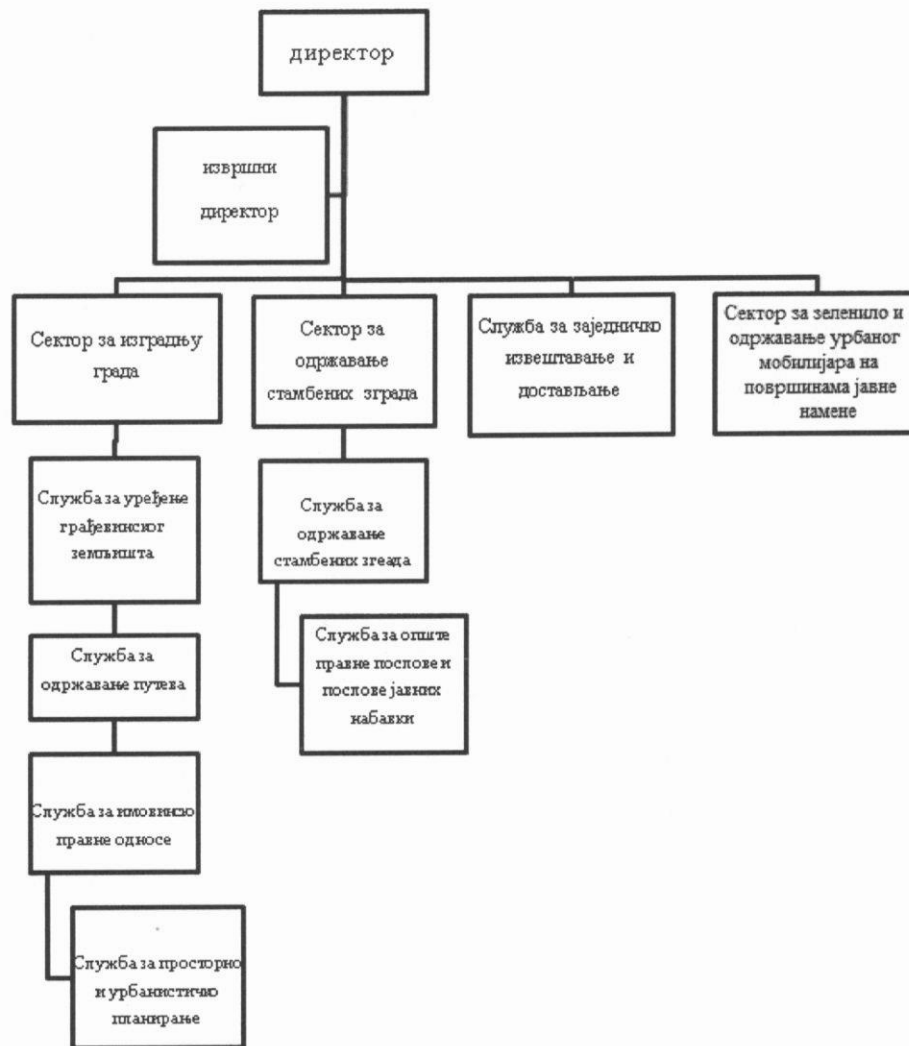 директор
извршни
директор
Сектор за изградњу
града
Сектор за
одржавање
стамбених зграда
Служба за заједничко
извештавање и
достављање
Сектор за зеленило и
одржавање урбаног
мобилијара на
површинама јавне
намене
Служба за уређење
грађевинског
земљишта
Служба за
одржавање
стамбених згеада
Служба за
одржавање путева
Служба за опште
правне послове и
послове јавних
набавки
Служба за имовинско
правне односе
Служба за просторно
и урбанистичко
планирање